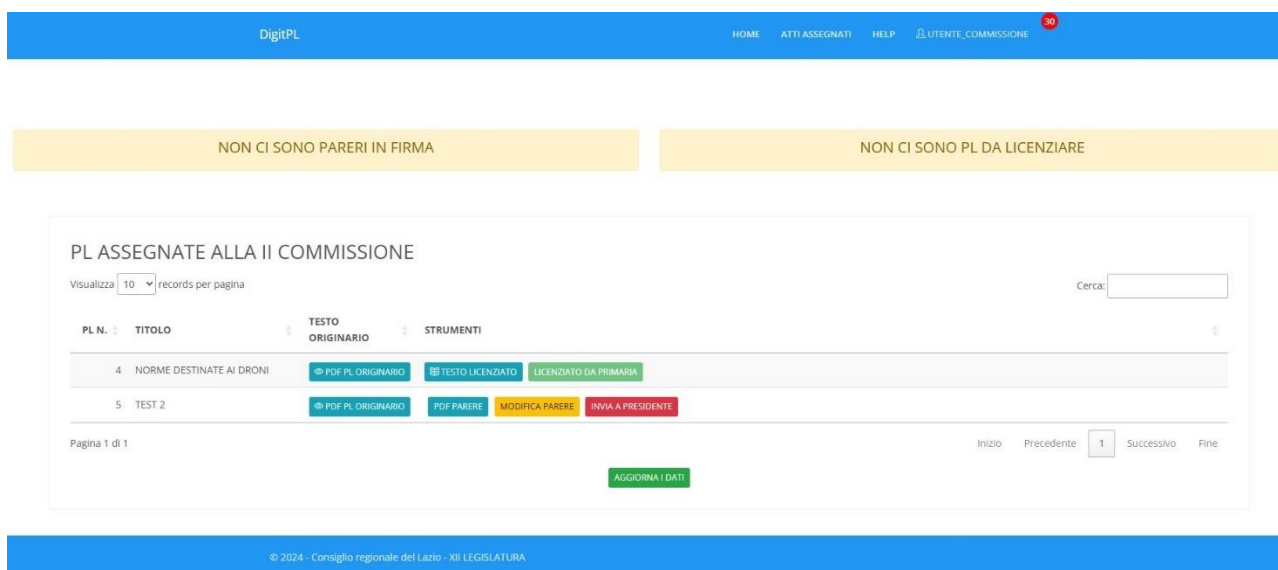 DigitPL HOME ATTI ASSEGNATI HELP UTENTE_COMMISSIONE 30
NON CI SONO PARERI IN FIRMA NON CI SONO PL DA LICENZIARE
PL ASSEGNATE ALLA II COMMISSIONE
Visualizza 10 records per pagina Cerca:
PL N. TITOLO TESTO ORIGINARIO STRUMENTI
4 NORME DESTINATE AI DRONI PDF PL ORIGINARIO TESTO LICENZIATO LICENZIATO DA PRIMARIA
5 TEST 2 PDF PL ORIGINARIO PDF PARERE MODIFICA PARERE INVIA A PRESIDENTE
Pagina 1 di 1 Inizio Precedente 1 Successivo Fine
AGGIORNA I DATI
© 2024 - Consiglio regionale del Lazio - XII LEGISLATURA